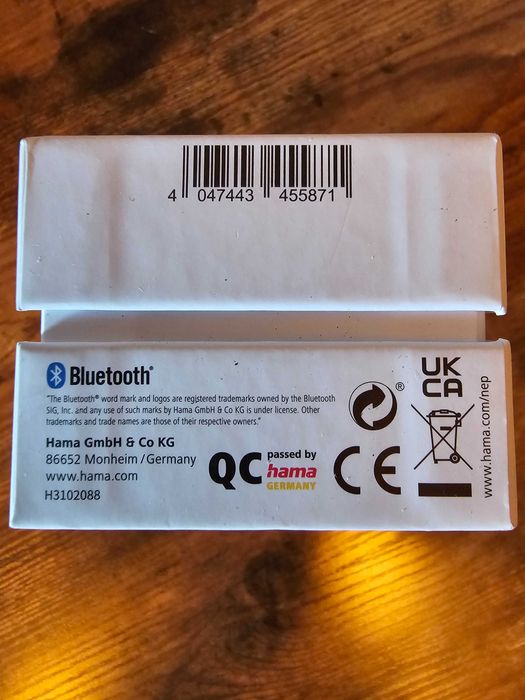 4 047443 455871
Bluetooth®
"The Bluetooth® word mark and logos are registered trademarks owned by the Bluetooth
SIG, Inc. and any use of such marks by Hama GmbH & Co KG is under license. Other
trademarks and trade names are those of their respective owners."
Hama GmbH & Co KG
86652 Monheim/Germany
www.hama.com
H3102088
QC passed by
hama
GERMANY
®
CE
UK
CA
www.hama.com/nep